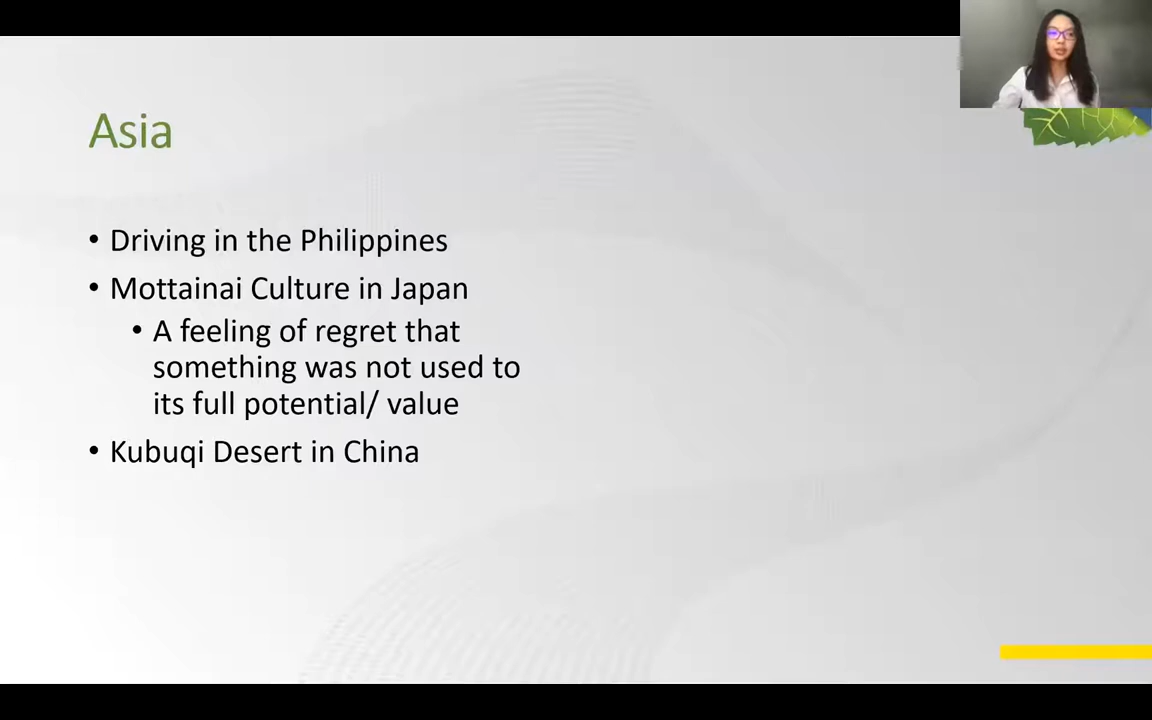 Asia
• Driving in the Philippines
• Mottainai Culture in Japan
• A feeling of regret that
something was not used to
its full potential/ value
• Kubuqi Desert in China